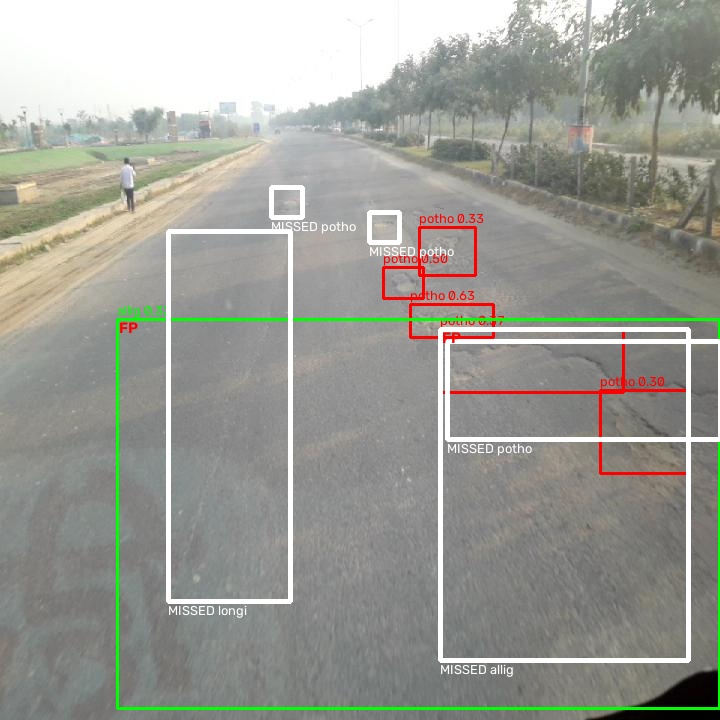 MISSED potho
potho 0.33
MISSED potho
potho 0.50
potho 0.63
FP
FP
potho 0.30
MISSED potho
MISSED longi
MISSED allig